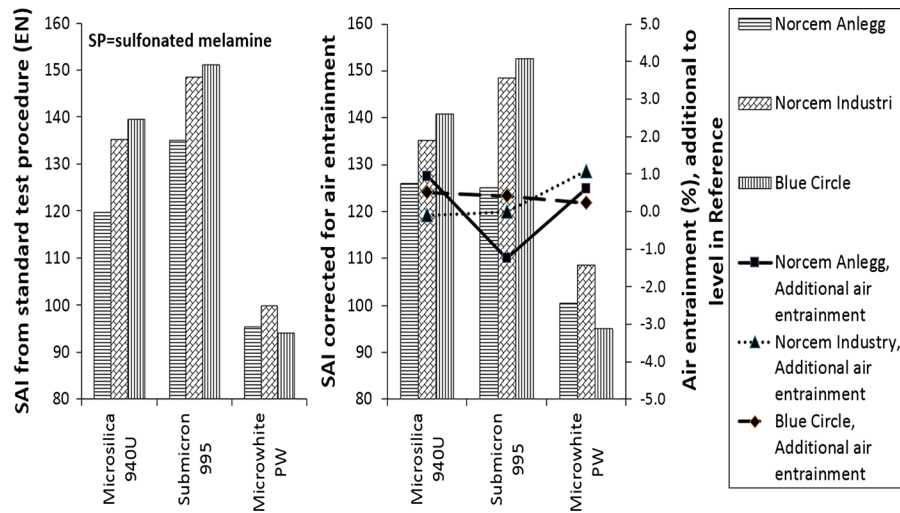 SAI from standard test procedure (EN)
160
150
140
130
120
110
100
90
80
SP=sulfonated melamine
Microsilica
940U
Submicron
995
Microwhite
PW
SAI corrected for air entrainment
160
150
140
130
120
110
100
90
80
Microsilica
940U
Submicron
995
Microwhite
PW
5.0
4.0
3.0
2.0
1.0
0.0
-1.0
-2.0
-3.0
-4.0
-5.0
Air entrainment (%), additional to
level in Reference
Norcem Anlegg
Norcem Industri
Blue Circle
Norcem Anlegg,
Additional air
entrainment
Norcem Industry,
Additional air
entrainment
Blue Circle,
Additional air
entrainment